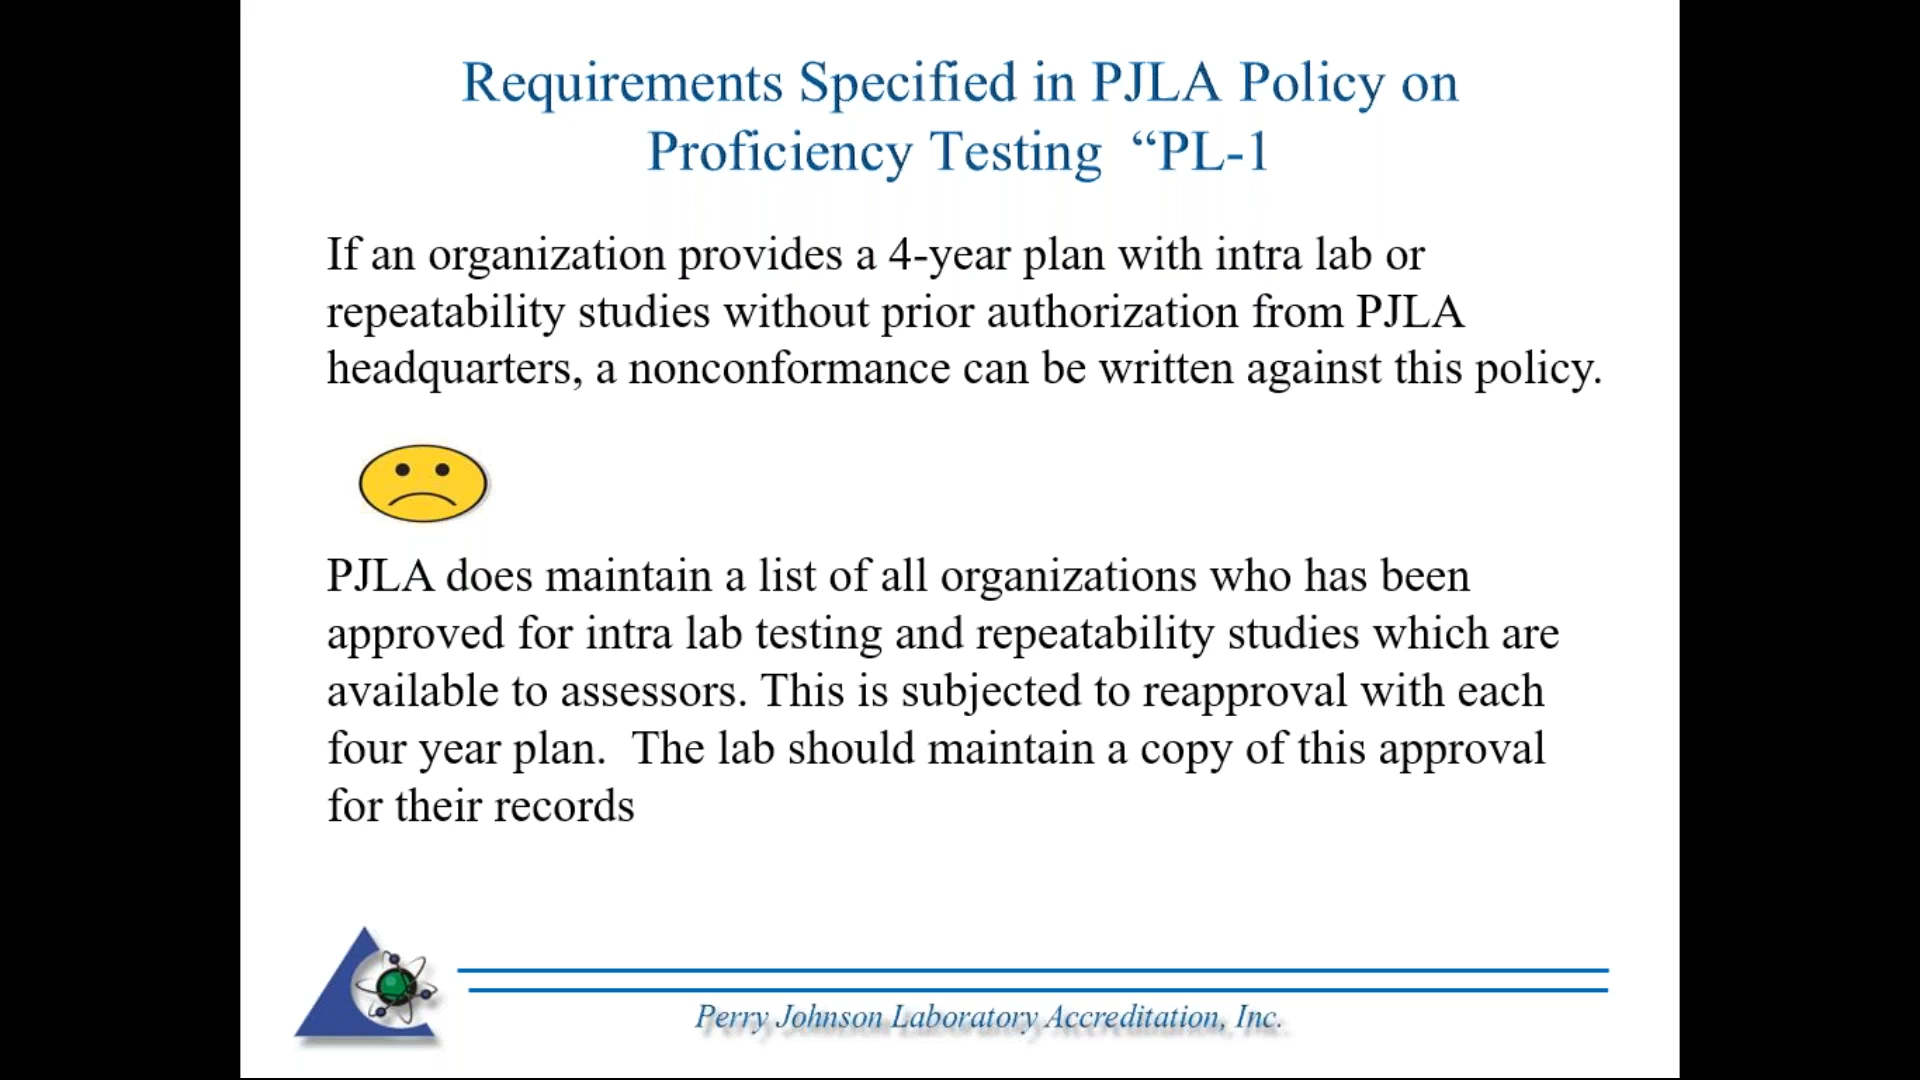 Requirements Specified in PJLA Policy on
Proficiency Testing  “PL-1
If an organization provides a 4-year plan with intra lab or
repeatability studies without prior authorization from PJLA
headquarters, a nonconformance can be written against this policy.
PJLA does maintain a list of all organizations who has been
approved for intra lab testing and repeatability studies which are
available to assessors. This is subjected to reapproval with each
four year plan.  The lab should maintain a copy of this approval
for their records
Perry Johnson Laboratory Accreditation, Inc.